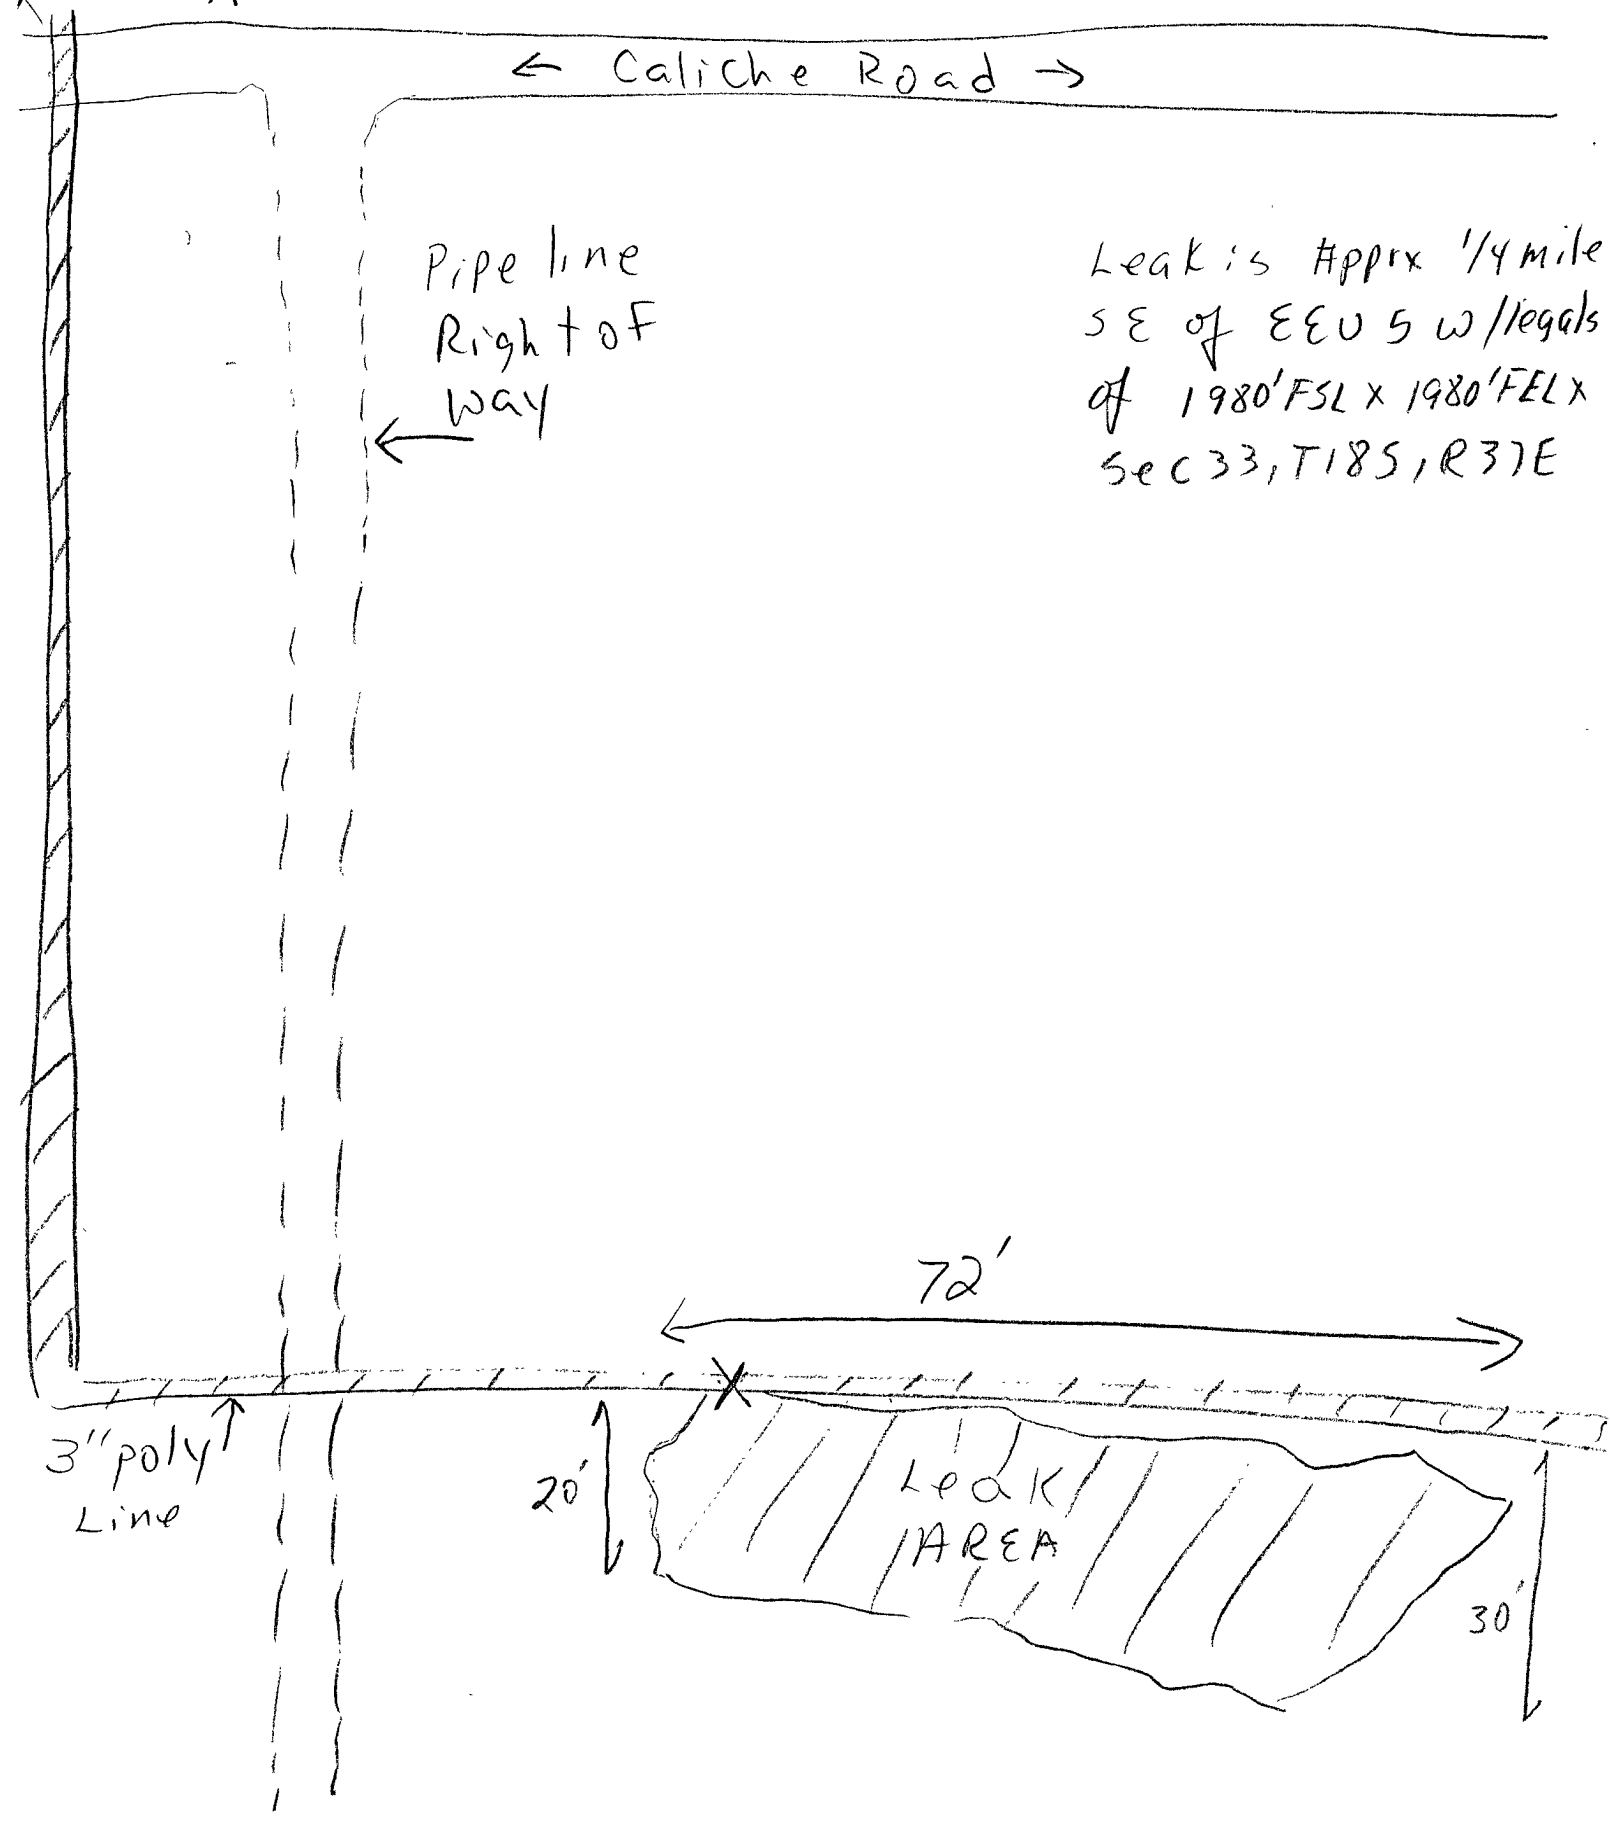 ← Caliche Road →
Pipe line
Right of
way
Leak is Apprx 1/4 mile
SE of EEU 5 w/legals
of 1980'FSL x 1980'FEL x
Sec 33, T18S, R37E
72'
X
3" poly
Line
20'
Leak
AREA
30'